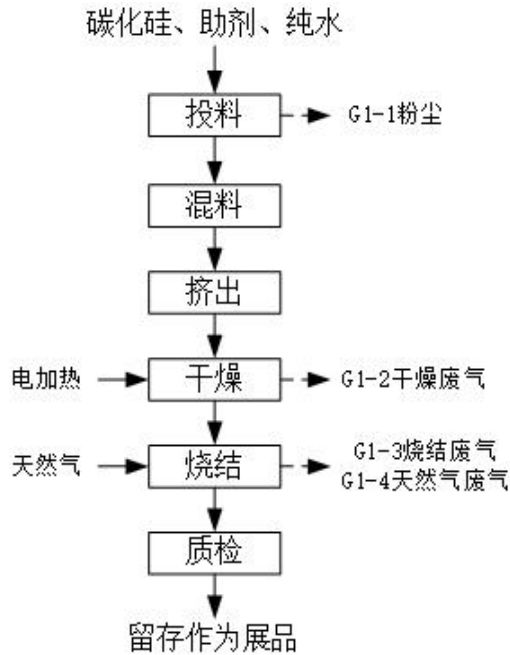 碳化硅、助剂、纯水
投料
G1-1粉尘
混料
挤出
电加热
干燥
G1-2干燥废气
天然气
烧结
G1-3烧结废气
G1-4天然气废气
质检
留存作为展品